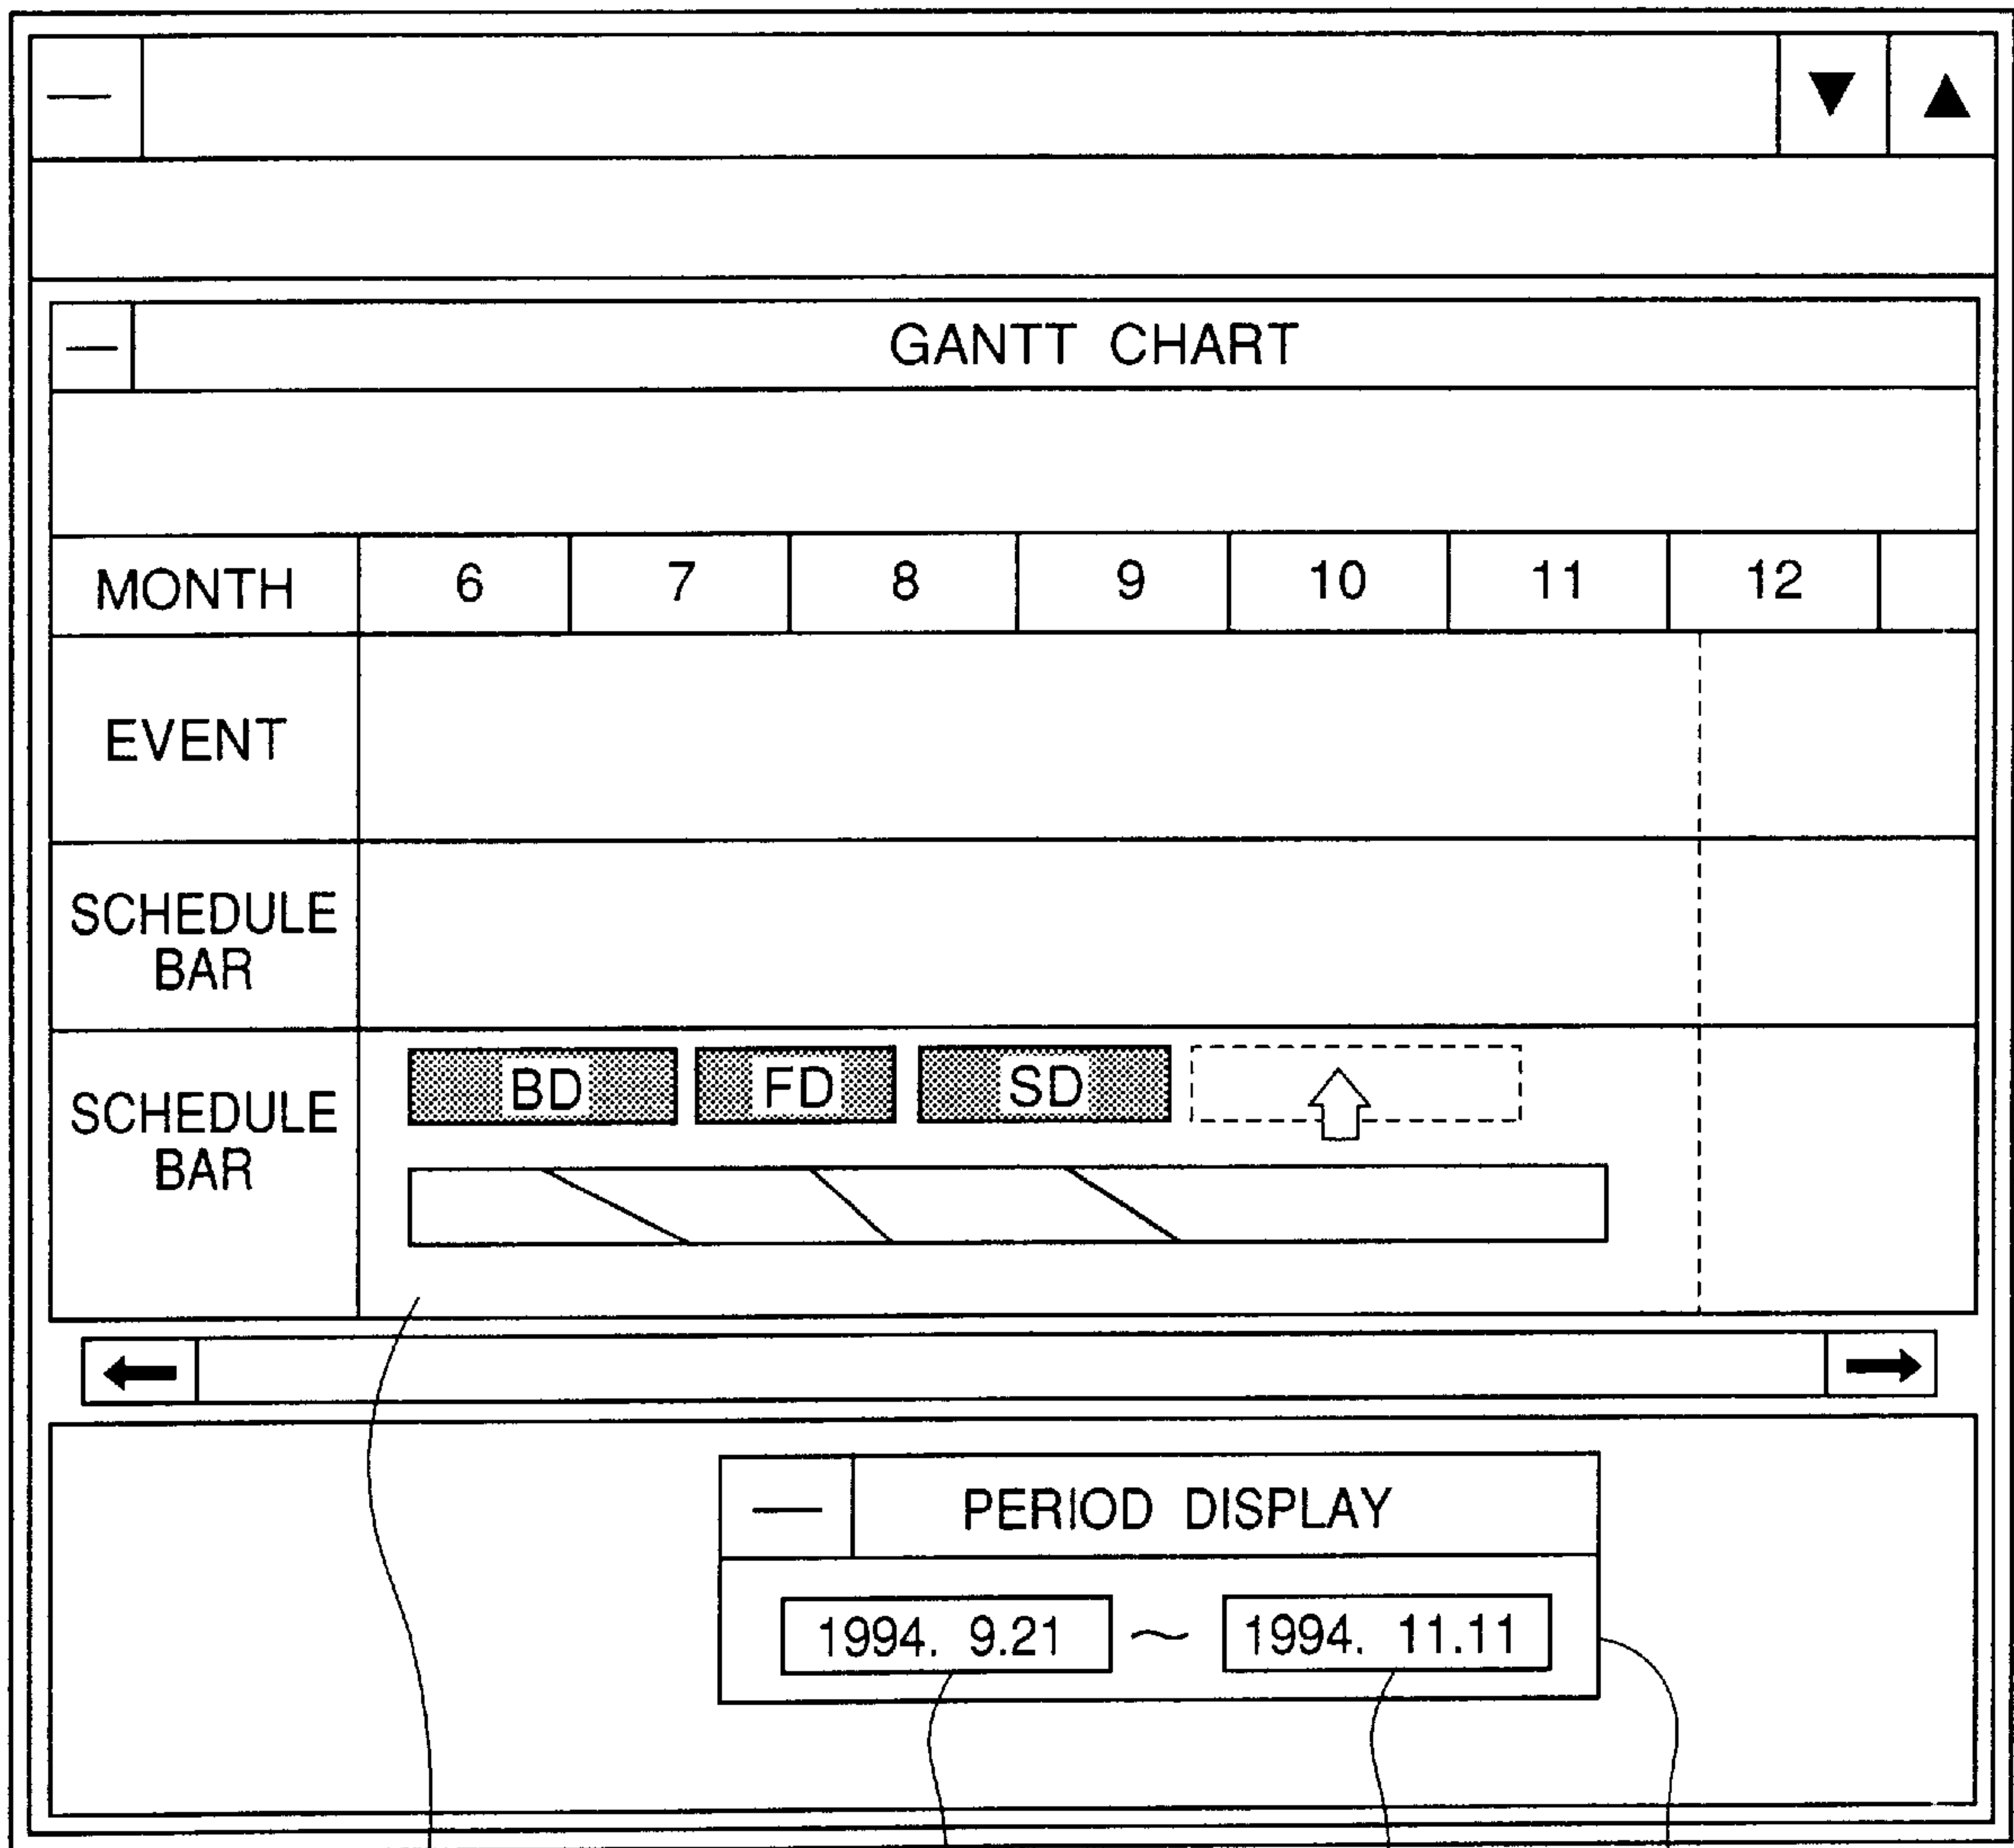 GANTT CHART
MONTH 6 7 8 9 10 11 12
EVENT
SCHEDULE
BAR
SCHEDULE
BAR
BD FD SD
PERIOD DISPLAY
1994. 9.21 ~ 1994. 11.11